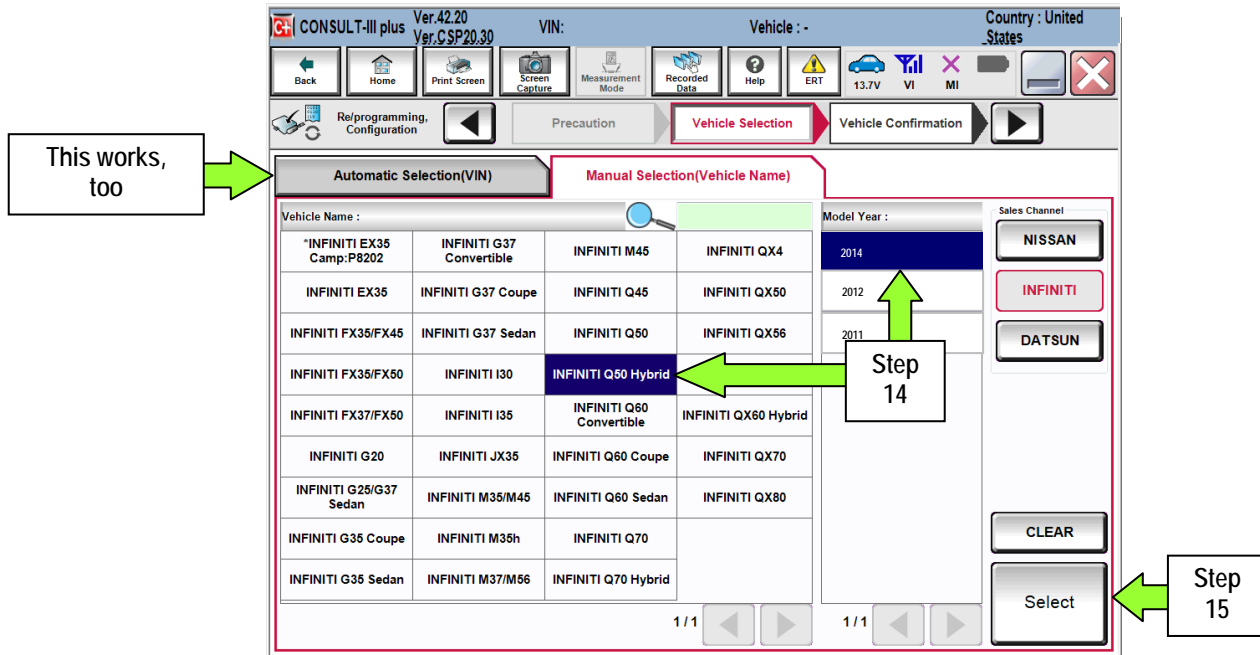 CONSULT-III plus
Ver.42.20
Ver.CSP20.30
VIN:
Vehicle : -
Country : United
States
Back
Home
Print Screen
Screen
Capture
Measurement
Mode
Recorded
Data
Help
ERT
13.7V
VI
MI
Re/programming,
Configuration
Precaution
Vehicle Selection
Vehicle Confirmation
This works,
too
Automatic Selection(VIN)
Manual Selection(Vehicle Name)
Vehicle Name :
Model Year :
Sales Channel
*INFINITI EX35
Camp:P8202
INFINITI G37
Convertible
INFINITI M45
INFINITI QX4
2014
NISSAN
INFINITI EX35
INFINITI G37 Coupe
INFINITI Q45
INFINITI QX50
2012
INFINITI
INFINITI FX35/FX45
INFINITI G37 Sedan
INFINITI Q50
INFINITI QX56
2011
DATSUN
INFINITI FX35/FX50
INFINITI I30
INFINITI Q50 Hybrid
Step
14
INFINITI FX37/FX50
INFINITI I35
INFINITI Q60
Convertible
INFINITI QX60 Hybrid
INFINITI G20
INFINITI JX35
INFINITI Q60 Coupe
INFINITI QX70
INFINITI G25/G37
Sedan
INFINITI M35/M45
INFINITI Q60 Sedan
INFINITI QX80
INFINITI G35 Coupe
INFINITI M35h
INFINITI Q70
CLEAR
INFINITI G35 Sedan
INFINITI M37/M56
INFINITI Q70 Hybrid
Select
Step
15
1/1
1/1